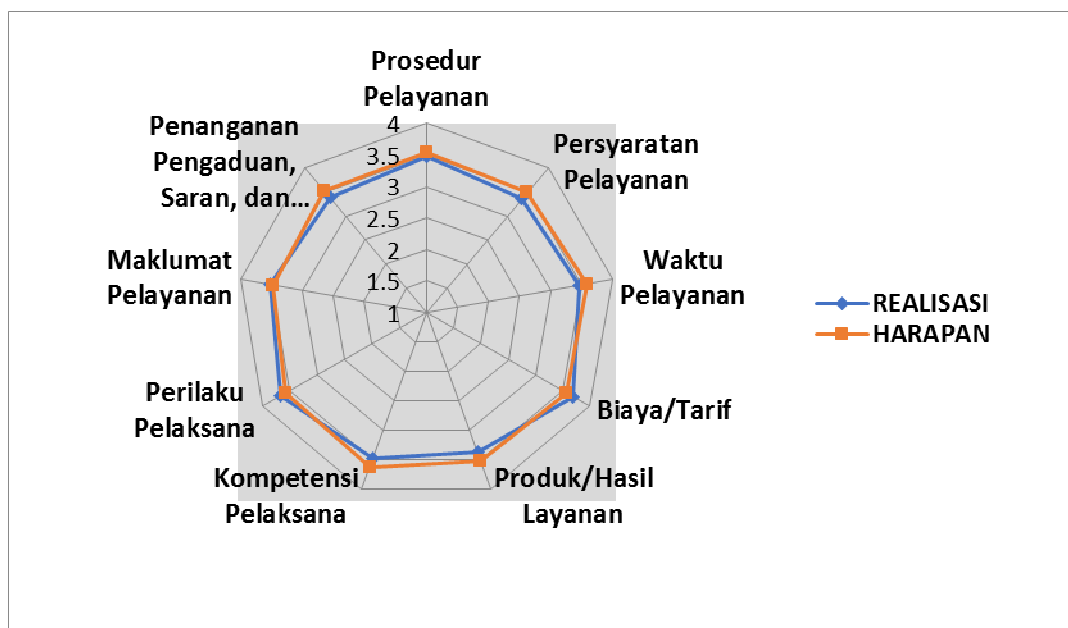 Prosedur
Pelayanan
Persyaratan
Pelayanan
Waktu
Pelayanan
Biaya/Tarif
Produk/Hasil
Layanan
Kompetensi
Pelaksana
Perilaku
Pelaksana
Maklumat
Pelayanan
Penanganan
Pengaduan,
Saran, dan...
4
3.5
3
2.5
2
1.5
1
REALISASI
HARAPAN